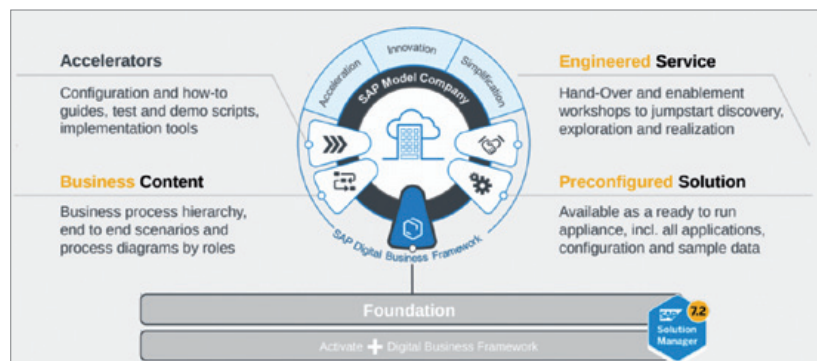 Accelerators
Configuration and how-to
guides, test and demo scripts,
implementation tools
Business Content
Business process hierarchy,
end to end scenarios and
process diagrams by roles
Acceleration
Innovation
Simplification
SAP Model Company
SAP Digital Business Framework
Engineered Service
Hand-Over and enablement
workshops to jumpstart discovery,
exploration and realization
Preconfigured Solution
Available as a ready to run
appliance, incl. all applications,
configuration and sample data
Foundation
Activate + Digital Business Framework
SAP 7.2
Solution
Manager